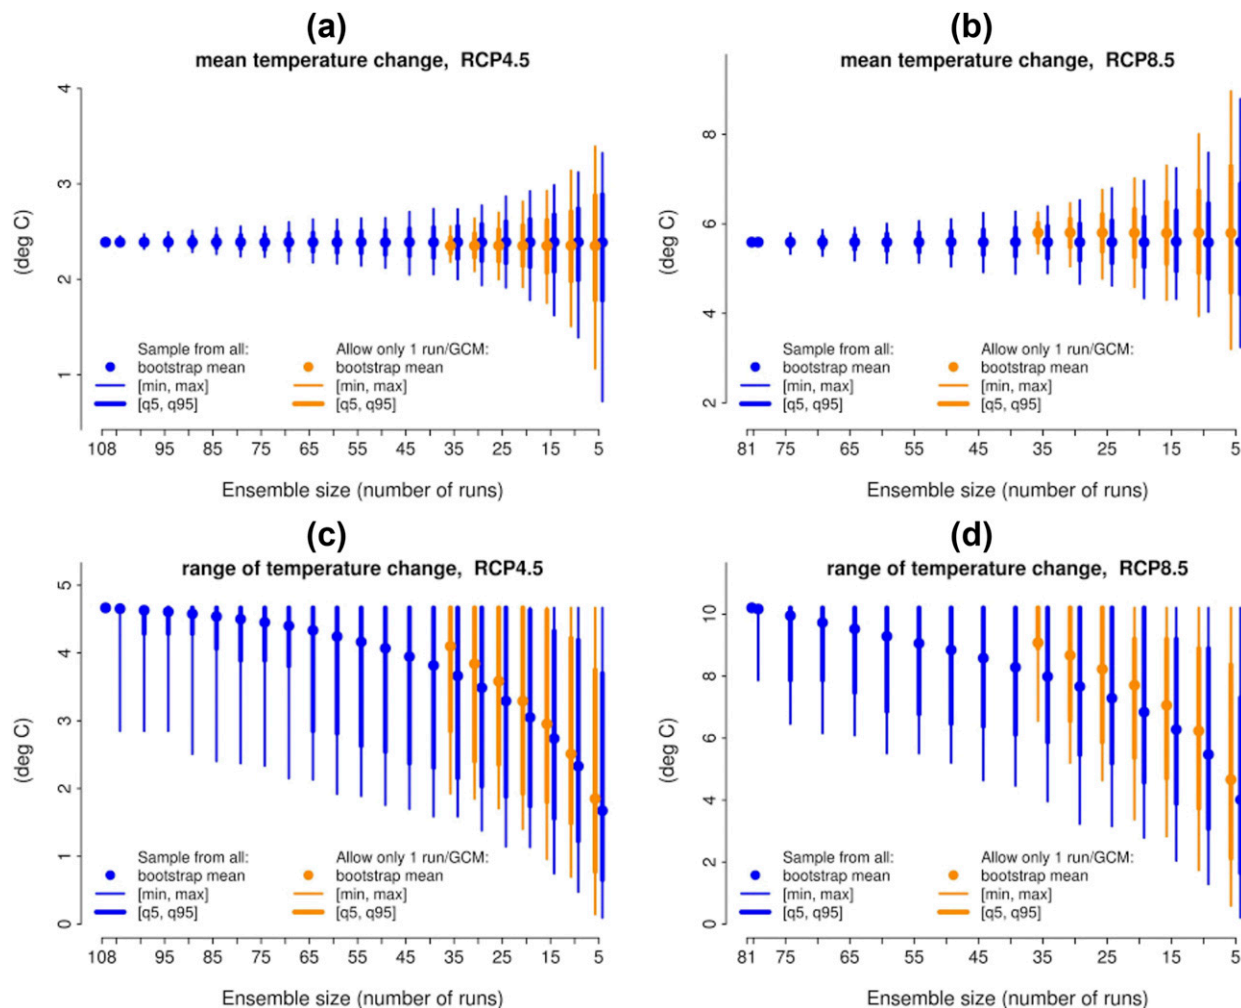 (a)
mean temperature change, RCP4.5
(deg C)
4
3
2
1
Sample from all:
bootstrap mean
[min, max]
[q5, q95]
Allow only 1 run/GCM:
bootstrap mean
[min, max]
[q5, q95]
108 95 85 75 65 55 45 35 25 15 5
Ensemble size (number of runs)
(b)
mean temperature change, RCP8.5
(deg C)
8
6
4
2
Sample from all:
bootstrap mean
[min, max]
[q5, q95]
Allow only 1 run/GCM:
bootstrap mean
[min, max]
[q5, q95]
81 75 65 55 45 35 25 15 5
Ensemble size (number of runs)
(c)
range of temperature change, RCP4.5
(deg C)
5
4
3
2
1
0
Sample from all:
bootstrap mean
[min, max]
[q5, q95]
Allow only 1 run/GCM:
bootstrap mean
[min, max]
[q5, q95]
108 95 85 75 65 55 45 35 25 15 5
Ensemble size (number of runs)
(d)
range of temperature change, RCP8.5
(deg C)
10
8
6
4
2
0
Sample from all:
bootstrap mean
[min, max]
[q5, q95]
Allow only 1 run/GCM:
bootstrap mean
[min, max]
[q5, q95]
81 75 65 55 45 35 25 15 5
Ensemble size (number of runs)